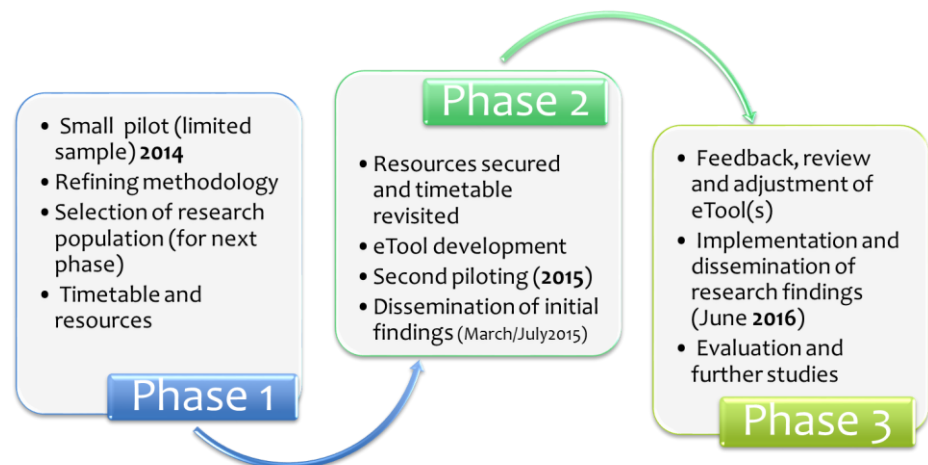 • Small pilot (limited
sample) 2014
• Refining methodology
• Selection of research
population (for next
phase)
• Timetable and
resources
Phase 1
Phase 2
• Resources secured
and timetable
revisited
• eTool development
• Second piloting (2015)
• Dissemination of initial
findings (March/July2015)
• Feedback, review
and adjustment of
eTool(s)
• Implementation and
dissemination of
research findings
(June 2016)
• Evaluation and
further studies
Phase 3